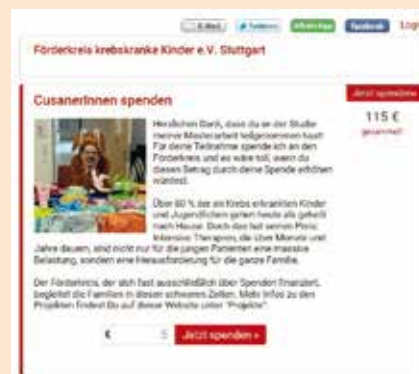 E-Mail Twittern WhatsApp facebook Log
Förderkreis krebskranke Kinder e.V. Stuttgart
Jetzt spenden
CusanerInnen spenden
115 €
gesammelt
Herzlichen Dank, dass du an der Studie
meiner Masterarbeit teilgenommen hast!
Für deine Teilnahme spende ich an den
Förderkreis und es wäre toll, wenn du
diesen Betrag durch deine Spende erhöhen
würdest.
Über 80 % der an Krebs erkrankten Kinder
und Jugendlichen gehen heute als geheilt
nach Hause. Doch das hat seinen Preis:
Intensive Therapien, die über Monate und
Jahre dauern, sind nicht nur für die jungen Patienten eine massive
Belastung, sondern eine Herausforderung für die ganze Familie.
Der Förderkreis, der sich fast ausschließlich über Spenden finanziert,
begleitet die Familien in diesen schweren Zeiten. Mehr Infos zu den
Projekten findest Du auf dieser Website unter "Projekte".
€ 5 Jetzt spenden »